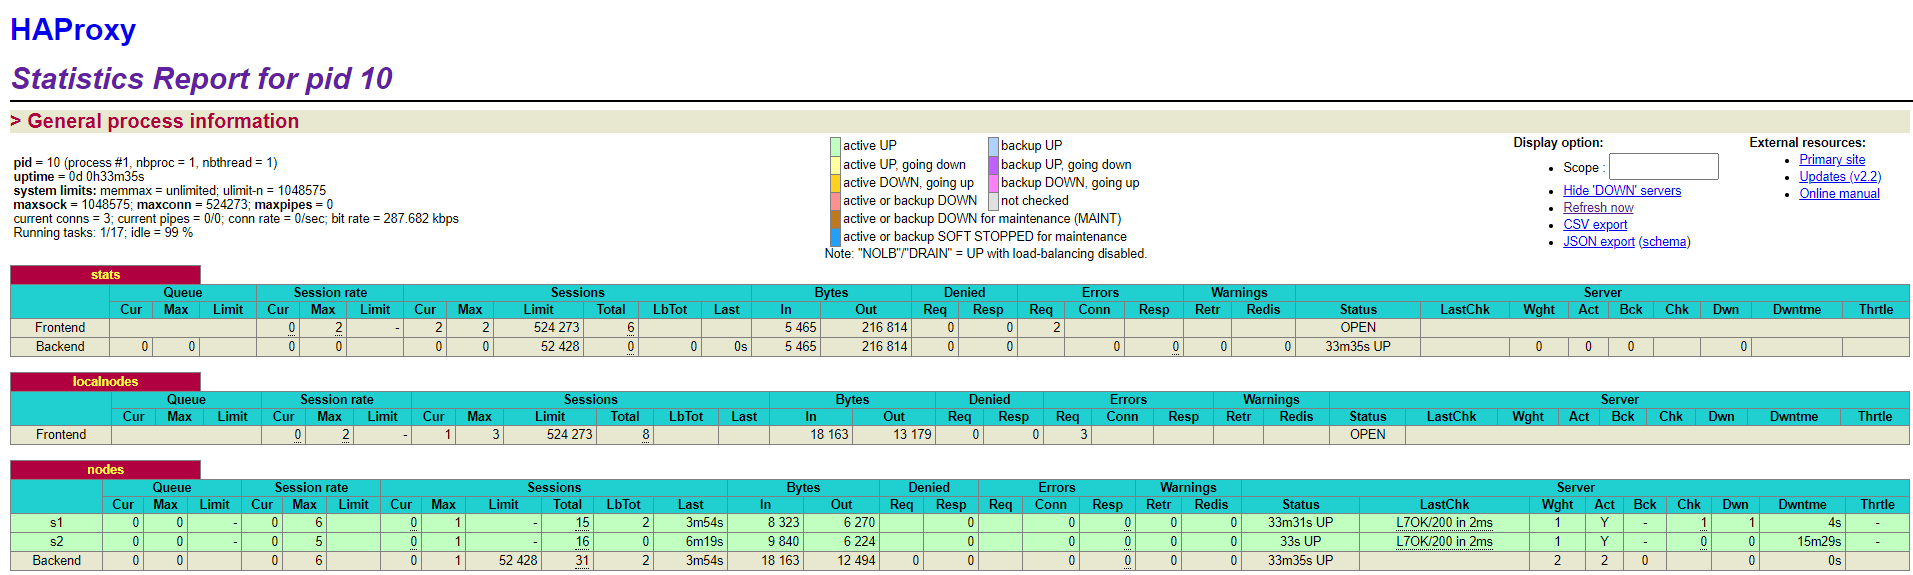 HAProxy
Statistics Report for pid 10
> General process information
pid = 10 (process #1, nbproc = 1, nbthread = 1)
uptime = 0d 0h33m35s
system limits: memmax = unlimited; ulimit-n = 1048575
maxsock = 1048575; maxconn = 524273; maxpipes = 0
current conns = 3; current pipes = 0/0; conn rate = 0/sec; bit rate = 287.682 kbps
Running tasks: 1/17; idle = 99 %
active UP backup UP
active UP, going down backup UP, going down
active DOWN, going up backup DOWN, going up
active or backup DOWN not checked
active or backup DOWN for maintenance (MAINT)
active or backup SOFT STOPPED for maintenance
Note: "NOLB"/"DRAIN" = UP with load-balancing disabled.
Display option:
• Scope :
• Hide 'DOWN' servers
• Refresh now
• CSV export
• JSON export (schema)
External resources:
• Primary site
• Updates (v2.2)
• Online manual
stats
Queue Session rate Sessions Bytes Denied Errors Warnings Server
Cur Max Limit Cur Max Limit Cur Max Limit Total LbTot Last In Out Req Resp Req Conn Resp Retr Redis Status LastChk Wght Act Bck Chk Dwn Dwntme Thrtle
Frontend 0 2 - 2 2 524 273 6 5 465 216 814 0 0 2 OPEN
Backend 0 0 0 0 0 0 52 428 0 0 0s 5 465 216 814 0 0 0 0 0 0 33m35s UP 0 0 0 0
localnodes
Queue Session rate Sessions Bytes Denied Errors Warnings Server
Cur Max Limit Cur Max Limit Cur Max Limit Total LbTot Last In Out Req Resp Req Conn Resp Retr Redis Status LastChk Wght Act Bck Chk Dwn Dwntme Thrtle
Frontend 0 2 - 1 3 524 273 8 18 163 13 179 0 0 3 OPEN
nodes
Queue Session rate Sessions Bytes Denied Errors Warnings Server
Cur Max Limit Cur Max Limit Cur Max Limit Total LbTot Last In Out Req Resp Req Conn Resp Retr Redis Status LastChk Wght Act Bck Chk Dwn Dwntme Thrtle
s1 0 0 - 0 6 0 1 - 15 2 3m54s 8 323 6 270 0 0 0 0 0 33m31s UP L7OK/200 in 2ms 1 Y - 1 1 4s -
s2 0 0 - 0 5 0 1 - 16 0 6m19s 9 840 6 224 0 0 0 0 0 33s UP L7OK/200 in 2ms 1 Y - 0 0 15m29s -
Backend 0 0 0 6 0 1 52 428 31 2 3m54s 18 163 12 494 0 0 0 0 0 0 33m35s UP 2 2 0 0 0s